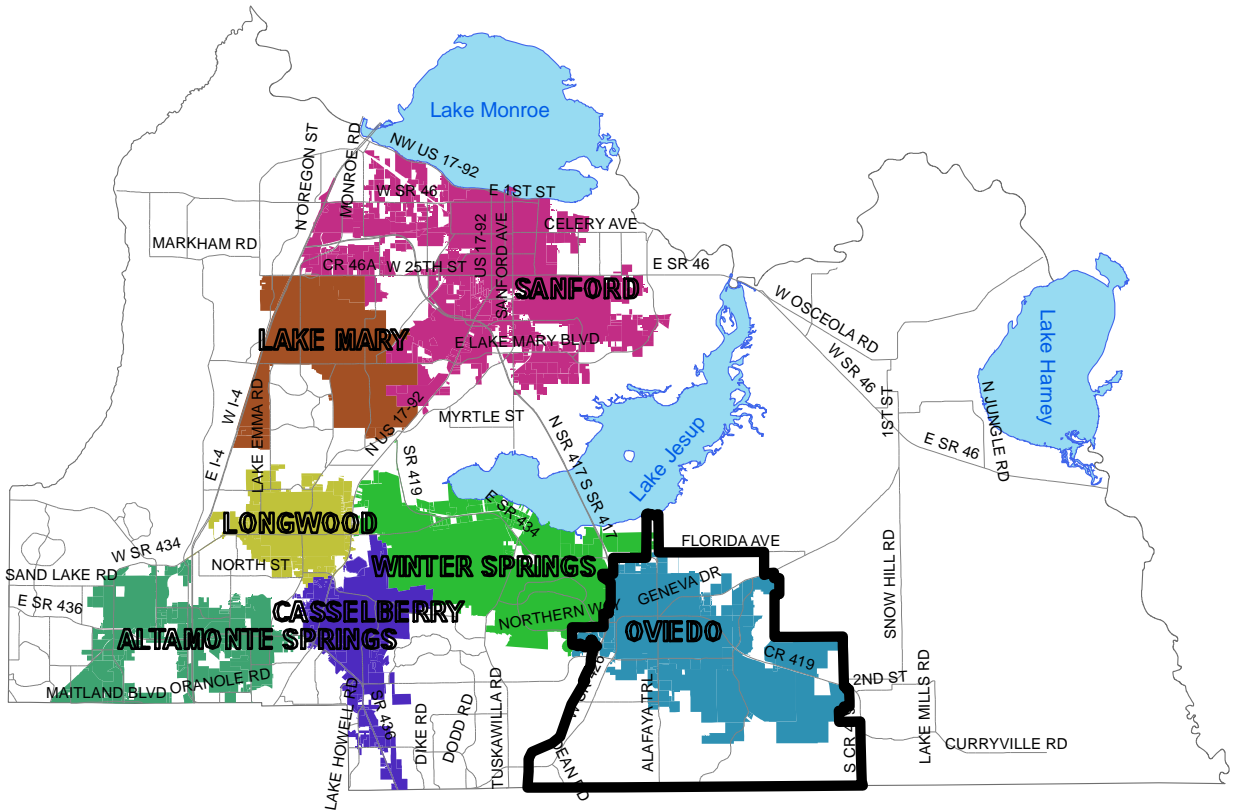 Lake Monroe
N OREGON ST
MONROE RD
NW US 17-92
W SR 46
E 1ST ST
CELERY AVE
MARKHAM RD
US 17-92
SANFORD AVE
CR 46A
W 25TH ST
E SR 46
SANFORD
W OSCEOLA RD
Lake Harney
LAKE MARY
E LAKE MARY BLVD
W SR 46
W I-4
LAKE EMMA RD
N US 17-92
MYRTLE ST
1ST ST
N JUNGLE RD
E SR 46
E I-4
SR 419
N SR 417
S SR 417
Lake Jesup
LONGWOOD
E SR 434
W SR 434
NORTH ST
WINTER SPRINGS
FLORIDA AVE
SAND LAKE RD
GENEVA DR
SNOW HILL RD
E SR 436
CASSELBERRY
NORTHERN WAY
OVIEDO
ALTAMONTE SPRINGS
CR 419
W SR 426
2ND ST
MAITLAND BLVD
ORANOLE RD
LAKE HOWELL RD
SR 436
DIKE RD
DODD RD
TUSKAWILLA RD
DEAN RD
ALAFAYA TRL
LAKE MILLS RD
CURRYVILLE RD